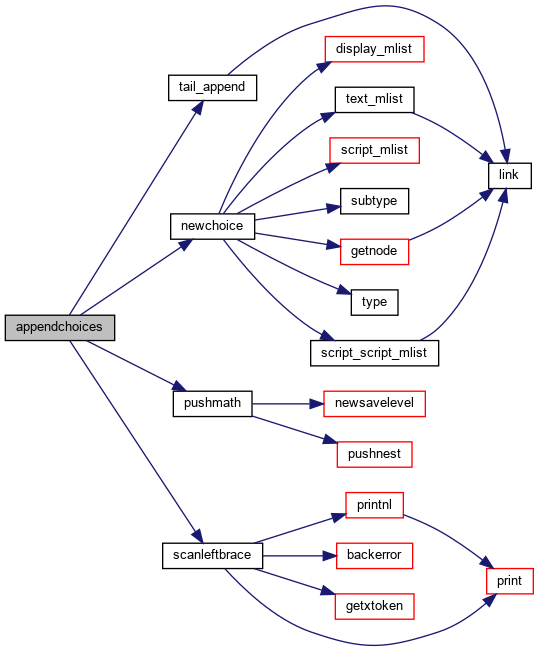 display_mlist
tail_append
text_mlist
script_mlist
link
subtype
newchoice
getnode
type
appendchoices
script_script_mlist
pushmath
newsavelevel
pushnest
printnl
scanleftbrace
backerror
print
getxtoken